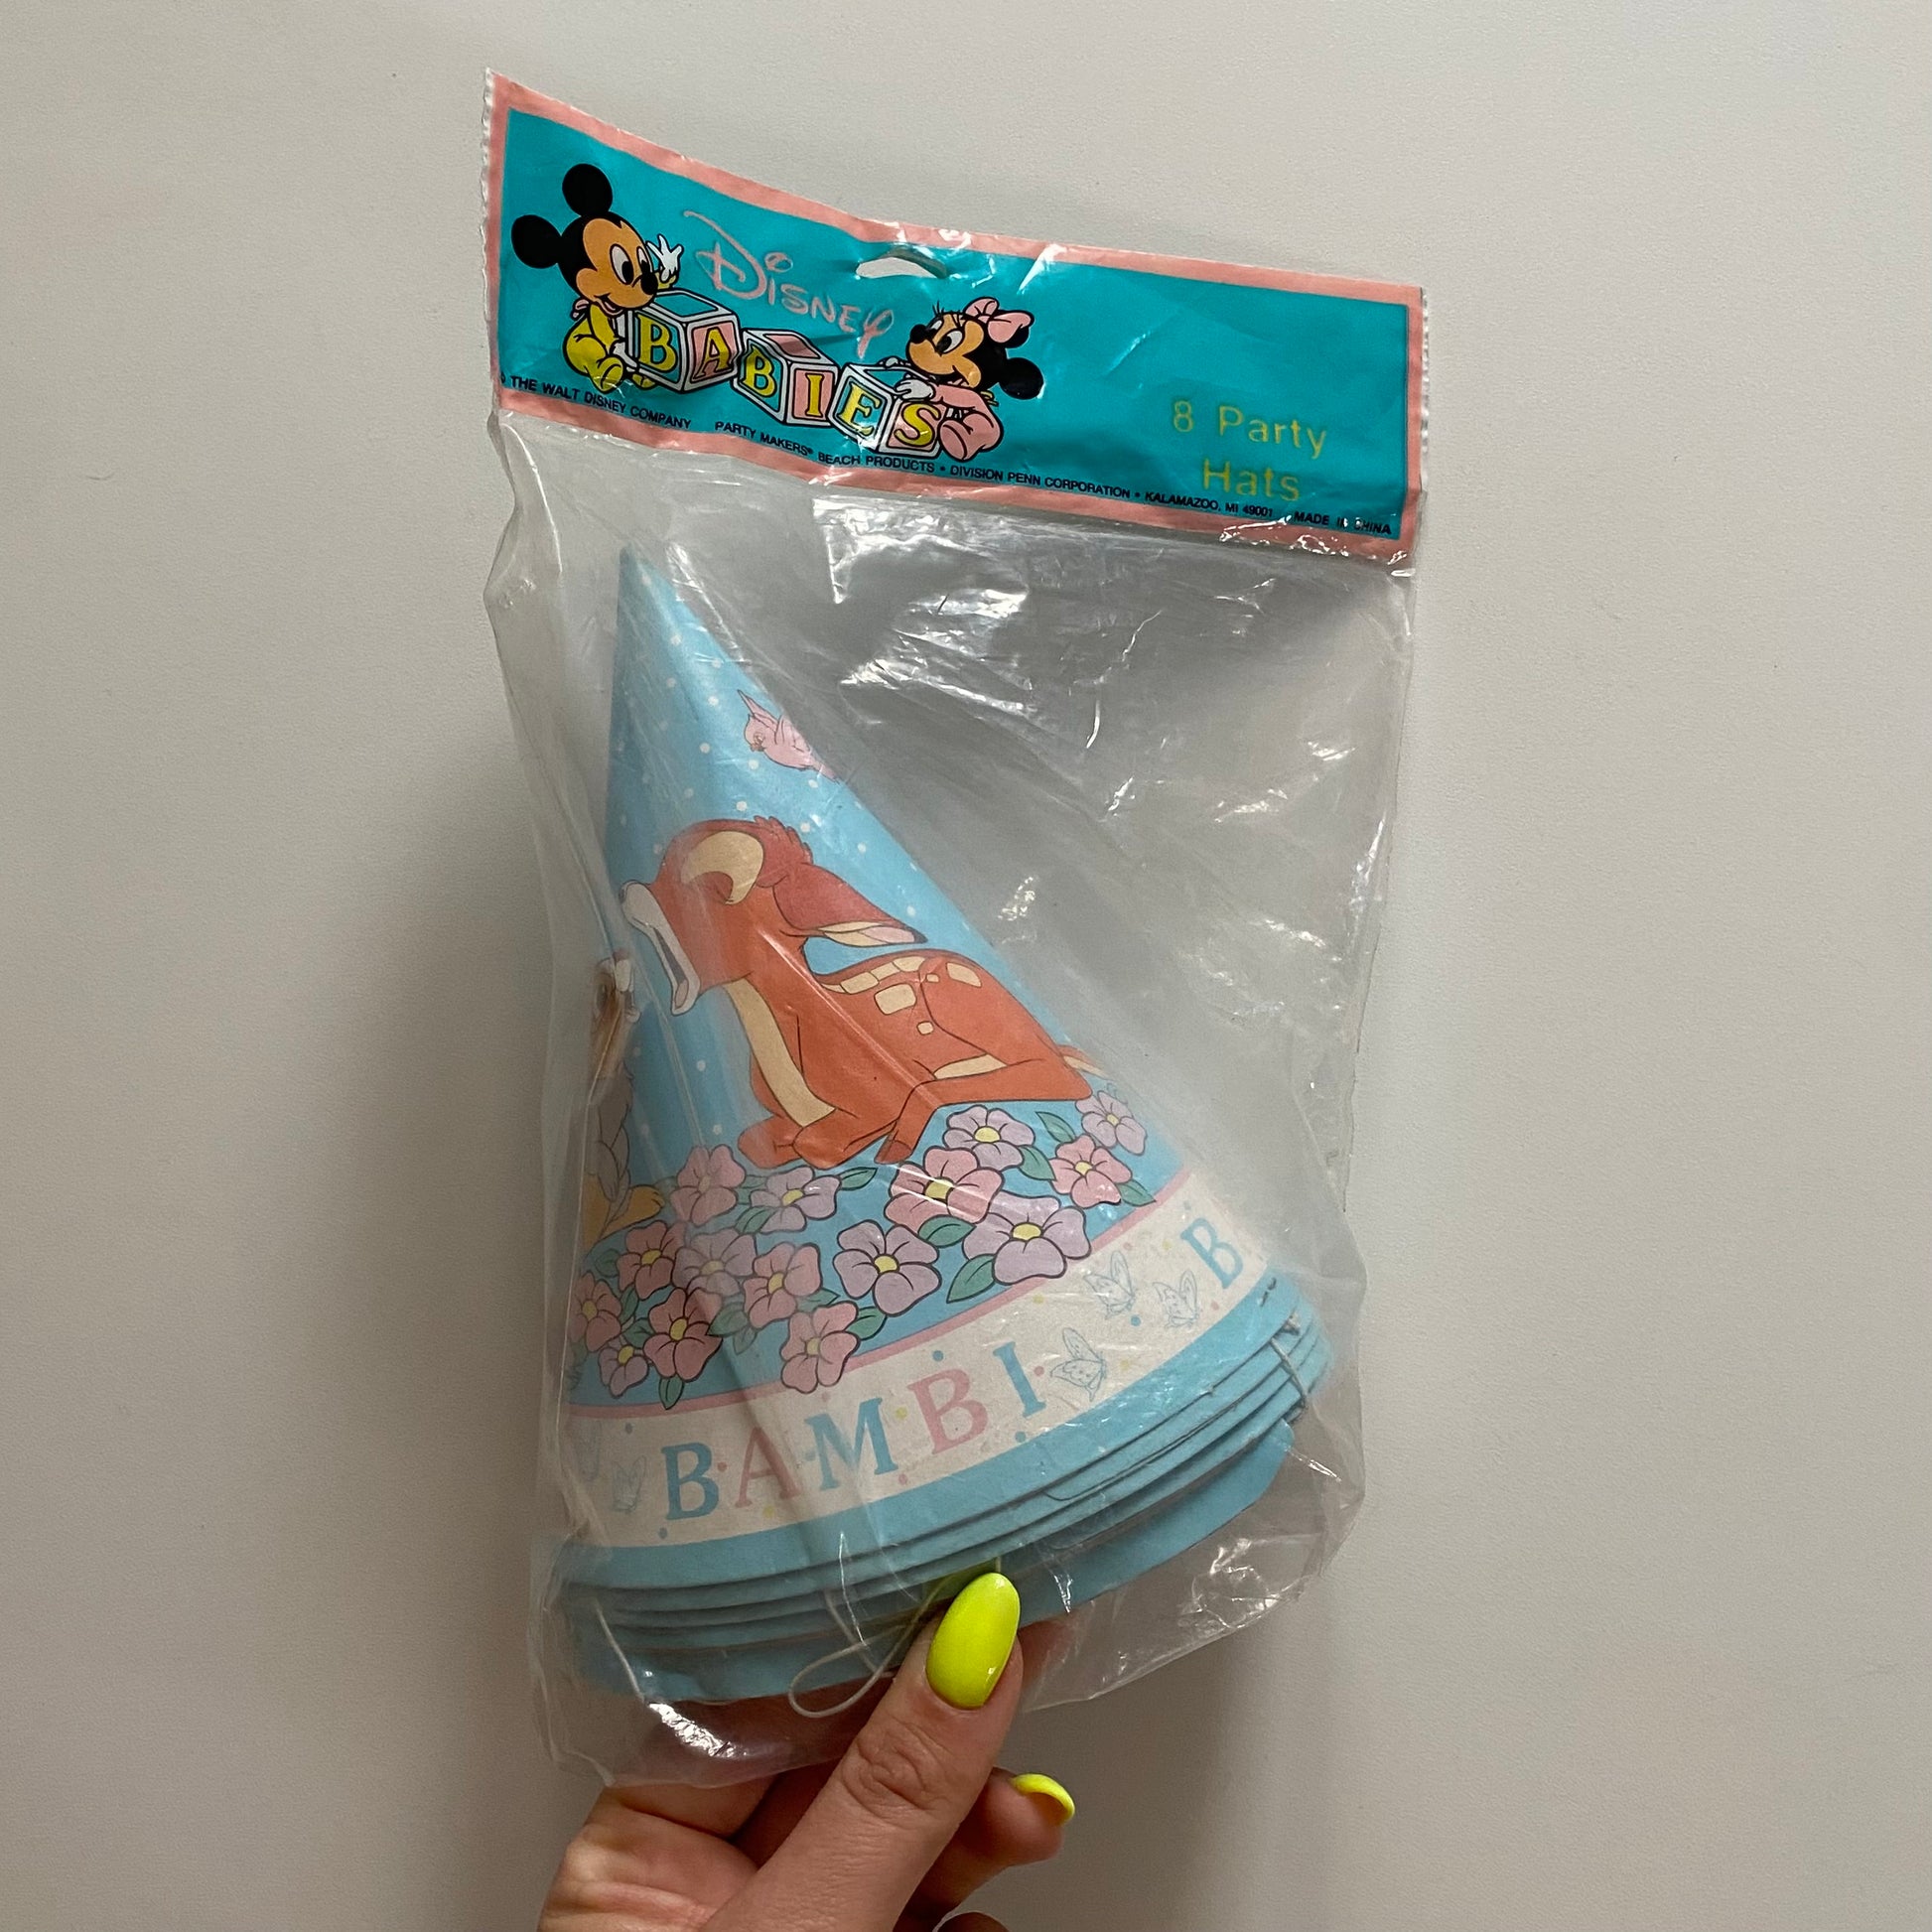 DISNEY
BABIES
8 Party
Hats
© THE WALT DISNEY COMPANY PARTY MAKERS® BEACH PRODUCTS • DIVISION PENN CORPORATION • KALAMAZOO, MI 49001 MADE IN CHINA
BAMBI B